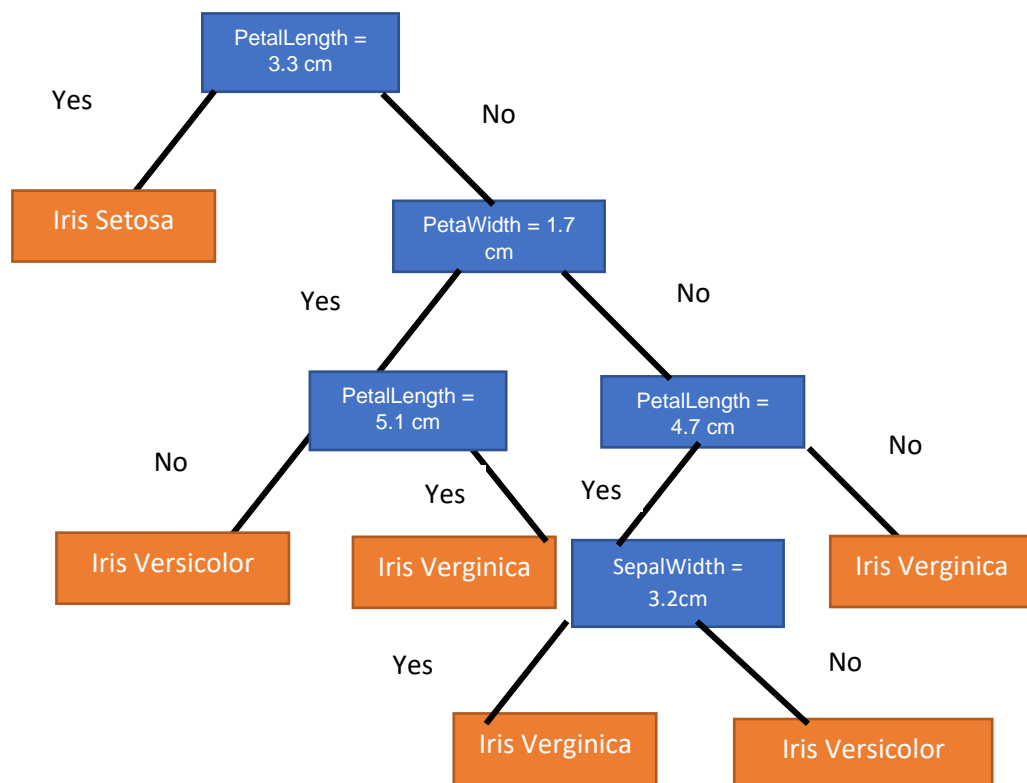 PetalLength =
3.3 cm
Yes
No
Iris Setosa
PetaWidth = 1.7
cm
Yes
No
PetalLength =
5.1 cm
PetalLength =
4.7 cm
No
Yes
Yes
No
Iris Versicolor
Iris Verginica
SepalWidth =
3.2cm
Iris Verginica
Yes
No
Iris Verginica
Iris Versicolor